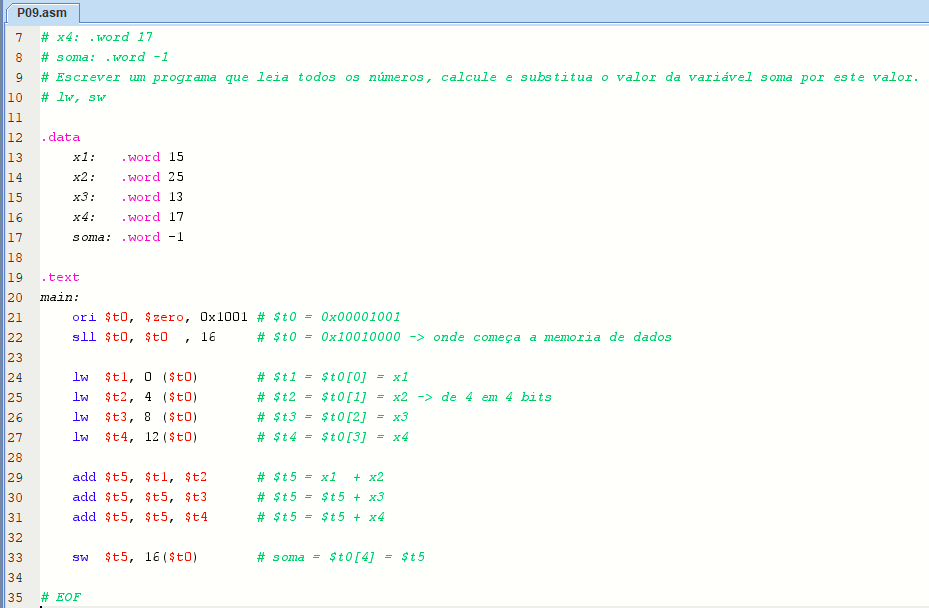 P09.asm
7 # x4: .word 17
8 # soma: .word -1
9 # Escrever um programa que leia todos os números, calcule e substitua o valor da variável soma por este valor.
10 # lw, sw
11
12 .data
13 x1: .word 15
14 x2: .word 25
15 x3: .word 13
16 x4: .word 17
17 soma: .word -1
18
19 .text
20 main:
21 ori $t0, $zero, 0x1001 # $t0 = 0x00001001
22 sll $t0, $t0 , 16 # $t0 = 0x10010000 -> onde começa a memoria de dados
23
24 lw $t1, 0 ($t0) # $t1 = $t0[0] = x1
25 lw $t2, 4 ($t0) # $t2 = $t0[1] = x2 -> de 4 em 4 bits
26 lw $t3, 8 ($t0) # $t3 = $t0[2] = x3
27 lw $t4, 12($t0) # $t4 = $t0[3] = x4
28
29 add $t5, $t1, $t2 # $t5 = x1 + x2
30 add $t5, $t5, $t3 # $t5 = $t5 + x3
31 add $t5, $t5, $t4 # $t5 = $t5 + x4
32
33 sw $t5, 16($t0) # soma = $t0[4] = $t5
34
35 # EOF